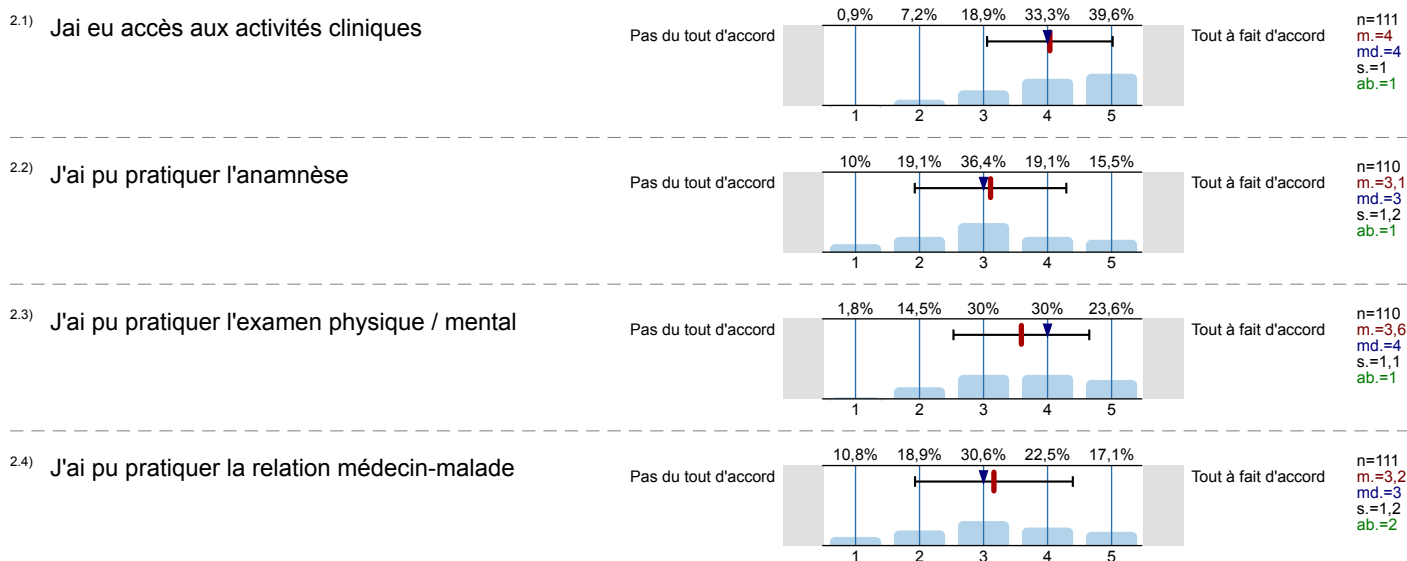 2.1) Jai eu accès aux activités cliniques
Pas du tout d'accord
0,9% 7,2% 18,9% 33,3% 39,6%
1 2 3 4 5
Tout à fait d'accord
n=111
m.=4
md.=4
s.=1
ab.=1
2.2) J'ai pu pratiquer l'anamnèse
Pas du tout d'accord
10% 19,1% 36,4% 19,1% 15,5%
1 2 3 4 5
Tout à fait d'accord
n=110
m.=3,1
md.=3
s.=1,2
ab.=1
2.3) J'ai pu pratiquer l'examen physique / mental
Pas du tout d'accord
1,8% 14,5% 30% 30% 23,6%
1 2 3 4 5
Tout à fait d'accord
n=110
m.=3,6
md.=4
s.=1,1
ab.=1
2.4) J'ai pu pratiquer la relation médecin-malade
Pas du tout d'accord
10,8% 18,9% 30,6% 22,5% 17,1%
1 2 3 4 5
Tout à fait d'accord
n=111
m.=3,2
md.=3
s.=1,2
ab.=2